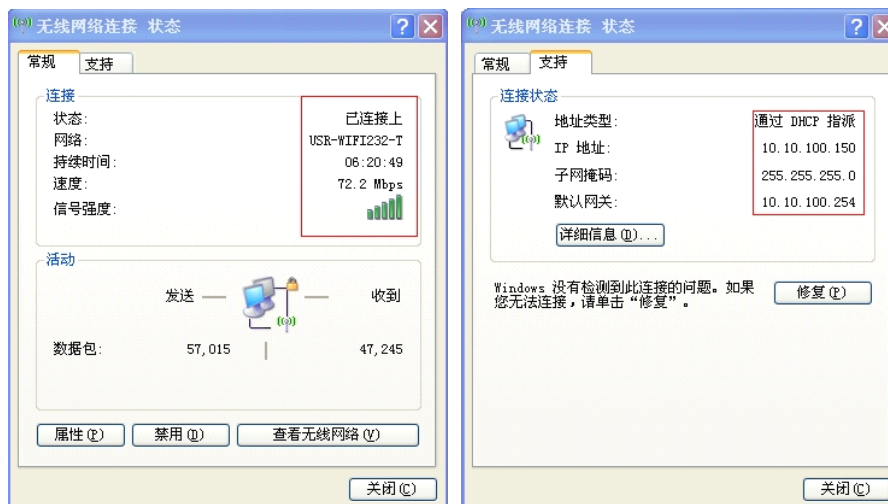 无线网络连接 状态
常规 支持
连接
状态: 已连接上
网络: USR-WIFI232-T
持续时间: 06:20:49
速度: 72.2 Mbps
信号强度:
活动
发送 — — 收到
数据包: 57,015 | 47,245
属性(P) 禁用(D) 查看无线网络(V)
关闭(C)
无线网络连接 状态
常规 支持
连接状态
地址类型: 通过 DHCP 指派
IP 地址: 10.10.100.150
子网掩码: 255.255.255.0
默认网关: 10.10.100.254
详细信息(D)...
Windows 没有检测到此连接的问题。如果
您无法连接,请单击“修复”。
修复(P)
关闭(C)